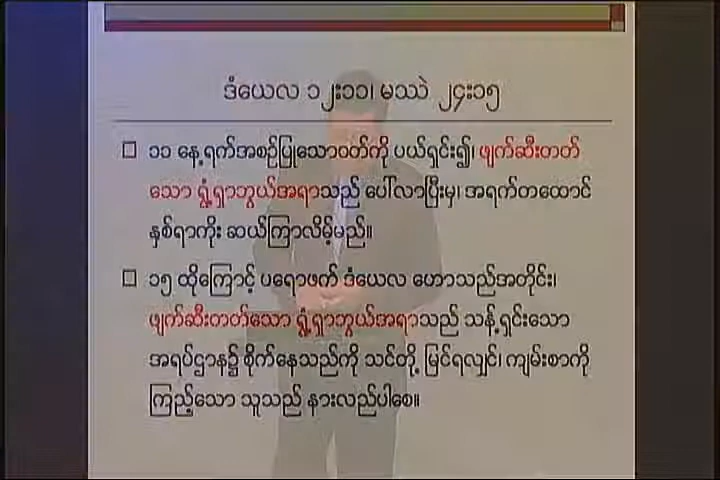 ဒံယေလ ၁၂း၁၁၊ မဿဲ ၂၄း၁၅
၁၁ နေ့ရက်အစဉ်ပြုသောဝတ်ကို ပယ်ရှင်း၍၊ ဖျက်ဆီးတတ်
သော ရွံ့ရှာဘွယ်အရာသည် ပေါ်လာပြီးမှ၊ အရက်တထောင်
နှစ်ရာကိုး ဆယ်ကြာလိမ့်မည်။
၁၅ ထိုကြောင့် ပရောဖက် ဒံယေလ ဟောသည်အတိုင်း၊
ဖျက်ဆီးတတ်သော ရွံ့ရှာဘွယ်အရာသည် သန့်ရှင်းသော
အရပ်ဌာန၌ စိုက်နေသည်ကို သင်တို့ မြင်ရလျှင်၊ ကျမ်းစာကို
ကြည့်သော သူသည် နားလည်ပါစေ။